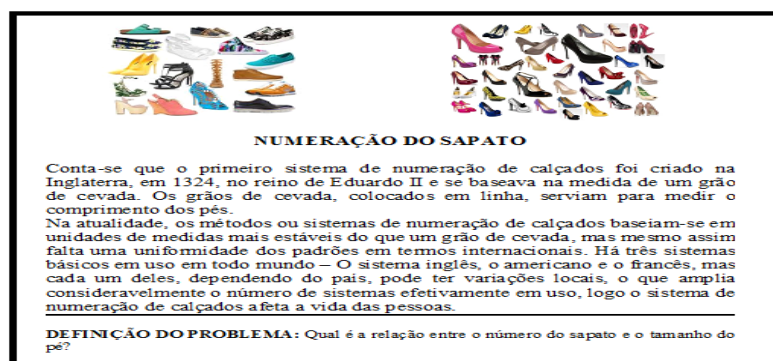 NUMERAÇÃO DO SAPATO
Conta-se que o primeiro sistema de numeração de calçados foi criado na
Inglaterra, em 1324, no reino de Eduardo II e se baseava na medida de um grão
de cevada. Os grãos de cevada, colocados em linha, serviam para medir o
comprimento dos pés.
Na atualidade, os métodos ou sistemas de numeração de calçados baseiam-se em
unidades de medidas mais estáveis do que um grão de cevada, mas mesmo assim
falta uma uniformidade dos padrões em termos internacionais. Há três sistemas
básicos em uso em todo mundo – O sistema inglês, o americano e o francês, mas
cada um deles, dependendo do país, pode ter variações locais, o que amplia
consideravelmente o número de sistemas efetivamente em uso, logo o sistema de
numeração de calçados afeta a vida das pessoas.
DEFINIÇÃO DO PROBLEMA: Qual é a relação entre o número do sapato e o tamanho do
pé?